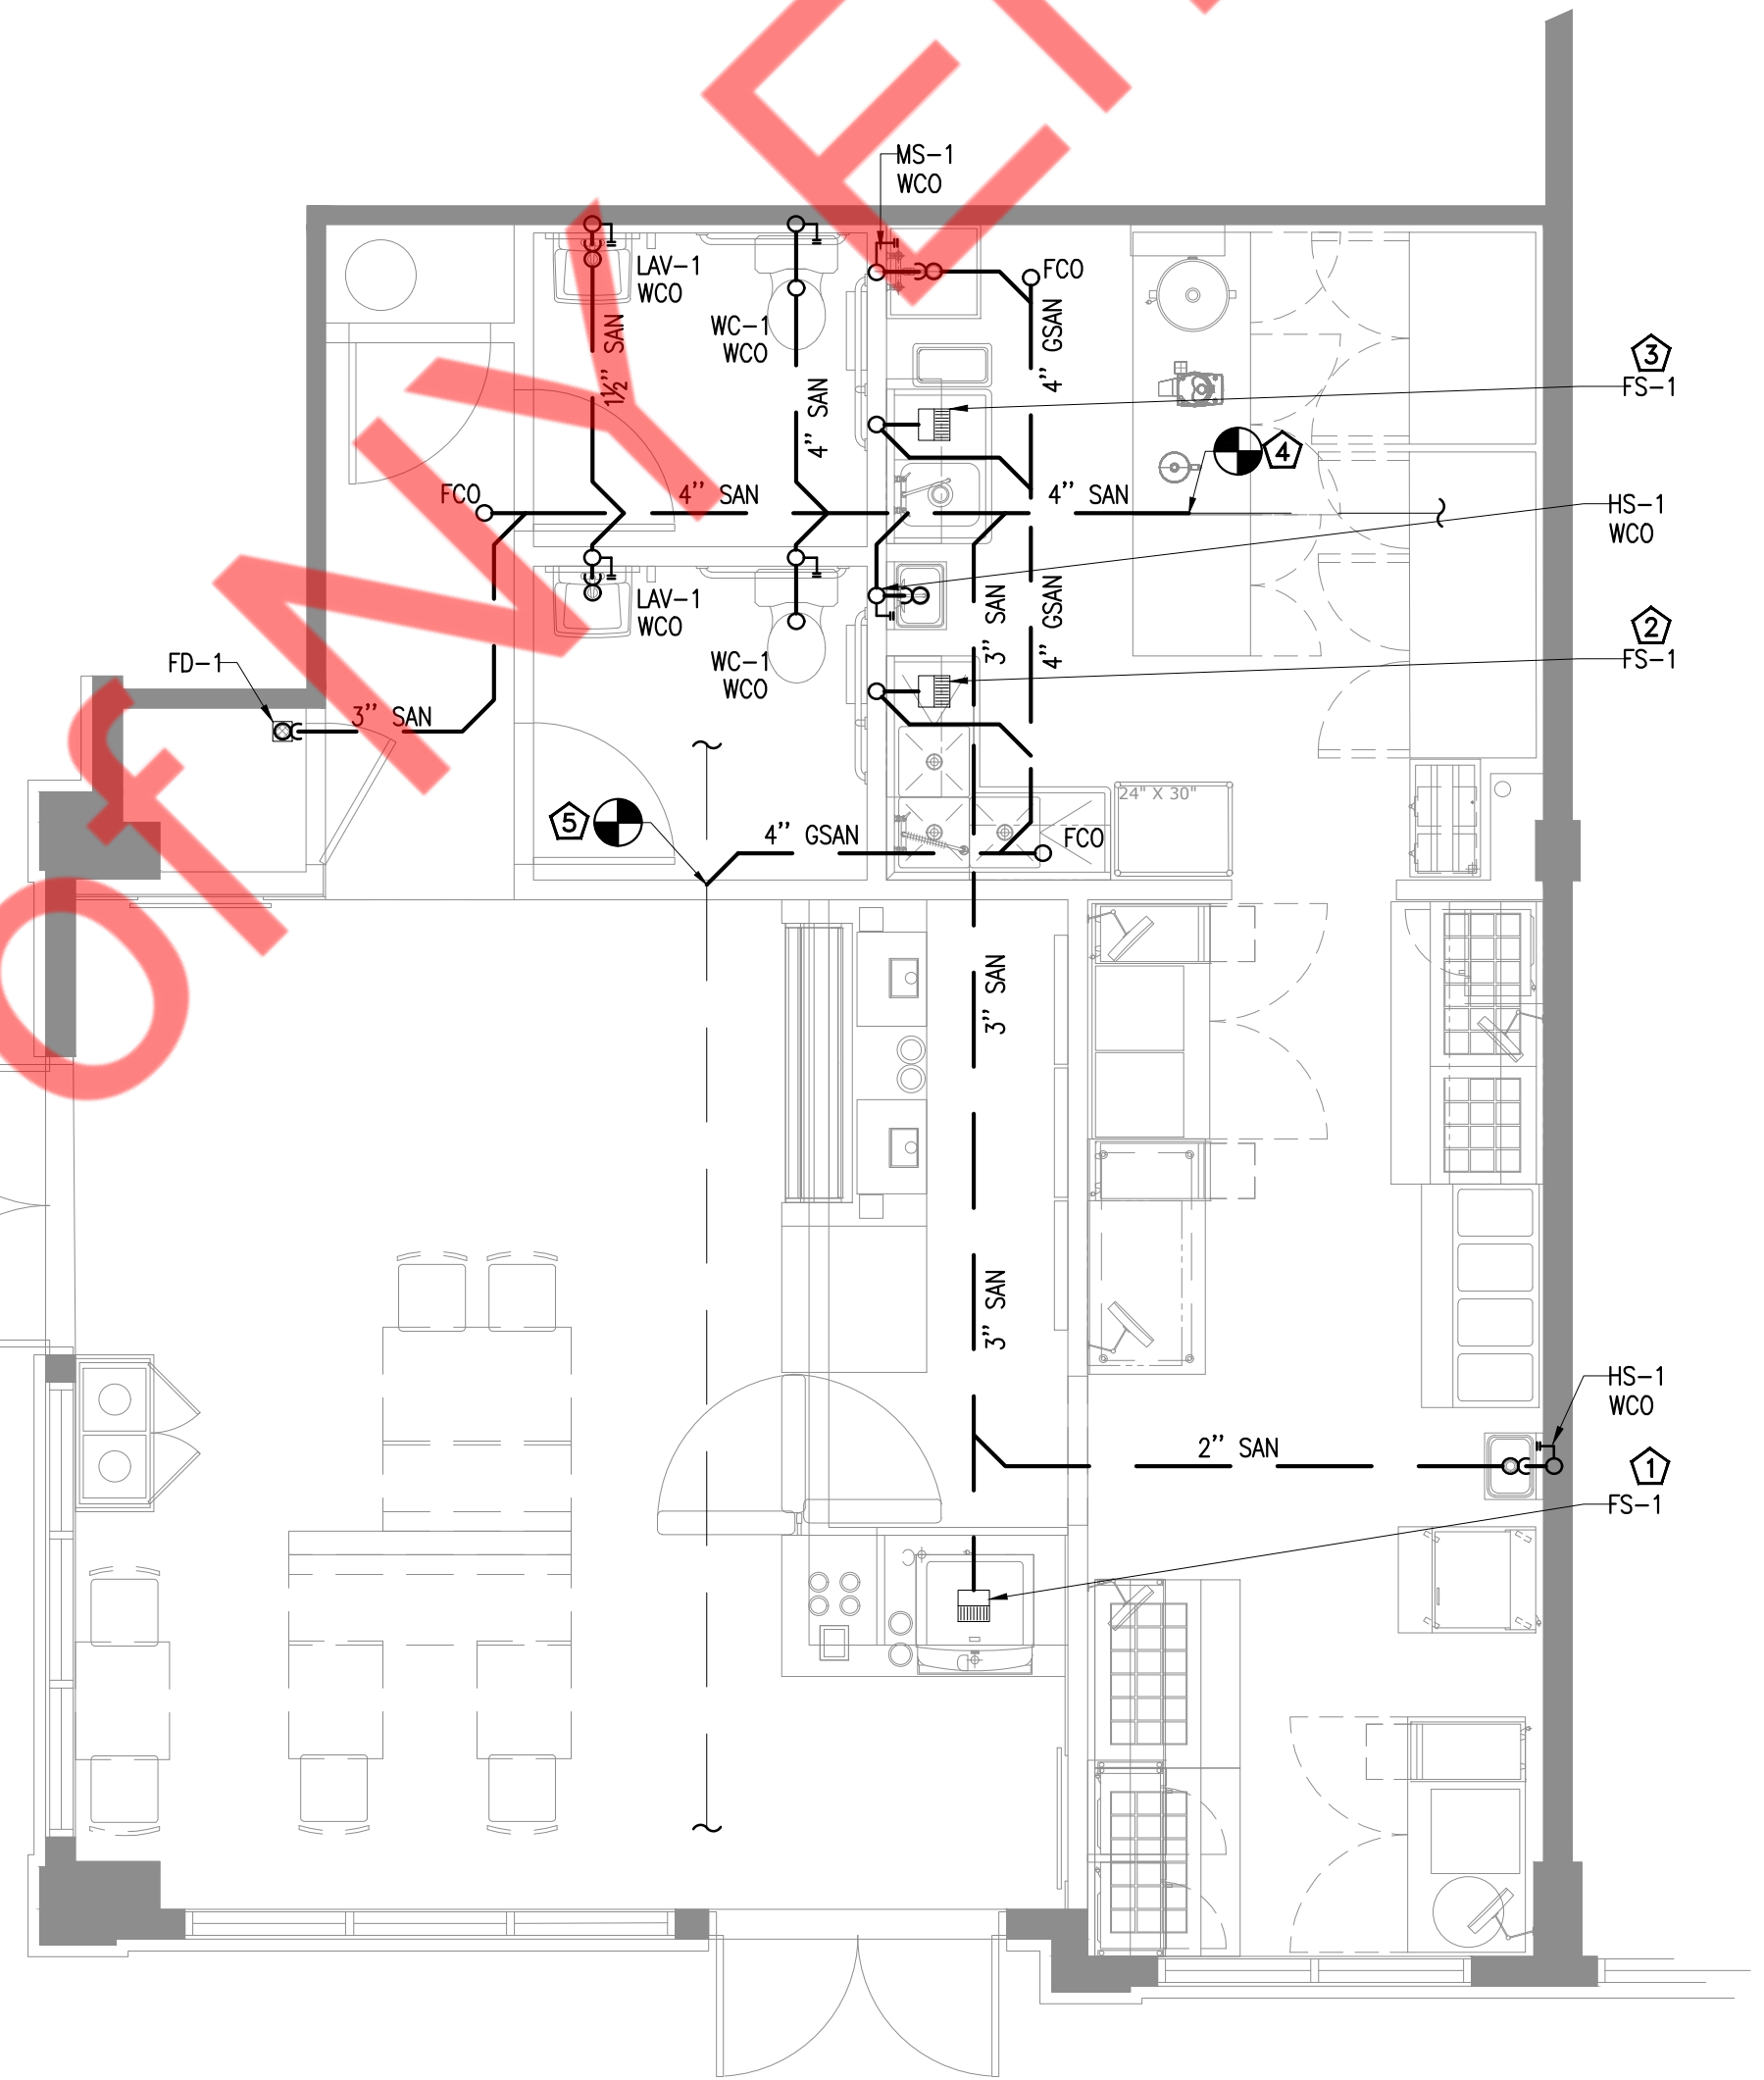 OF MY E
MS-1
WCO
LAV-1
WCO
FCO
WC-1
WCO
1½" SAN
4" SAN
4" GSAN
3
FS-1
4
FCO
4" SAN
4" SAN
HS-1
WCO
LAV-1
WCO
3" SAN
4" GSAN
2
FS-1
WC-1
WCO
FD-1
3" SAN
24" X 30"
5
4" GSAN
FCO
3" SAN
3" SAN
HS-1
WCO
2" SAN
1
FS-1